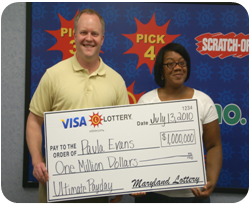 PICK 3
PICK 4
SCRATCH-OFF
1234
VISA LOTTERY
Date July 13, 2010
PAY TO THE
ORDER OF Paula Evans $1,000,000
One Million Dollars
Ultimate Payday Maryland Lottery